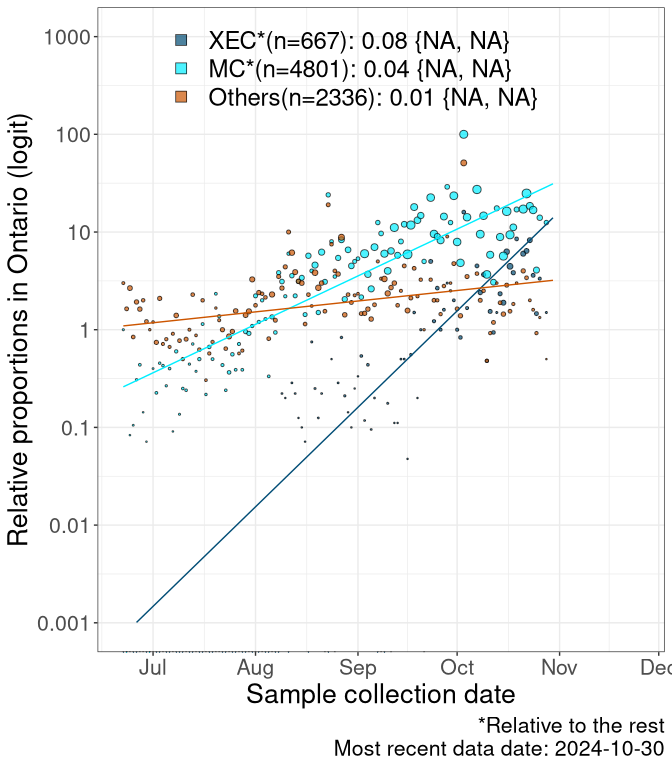 XEC*(n=667): 0.08 {NA, NA}
MC*(n=4801): 0.04 {NA, NA}
Others(n=2336): 0.01 {NA, NA}
Relative proportions in Ontario (logit)
1000
100
10
1
0.1
0.01
0.001
Jul Aug Sep Oct Nov Dec
Sample collection date
*Relative to the rest
Most recent data date: 2024-10-30